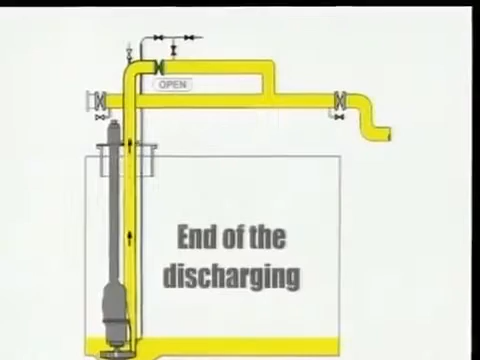 OPEN
End of the
discharging